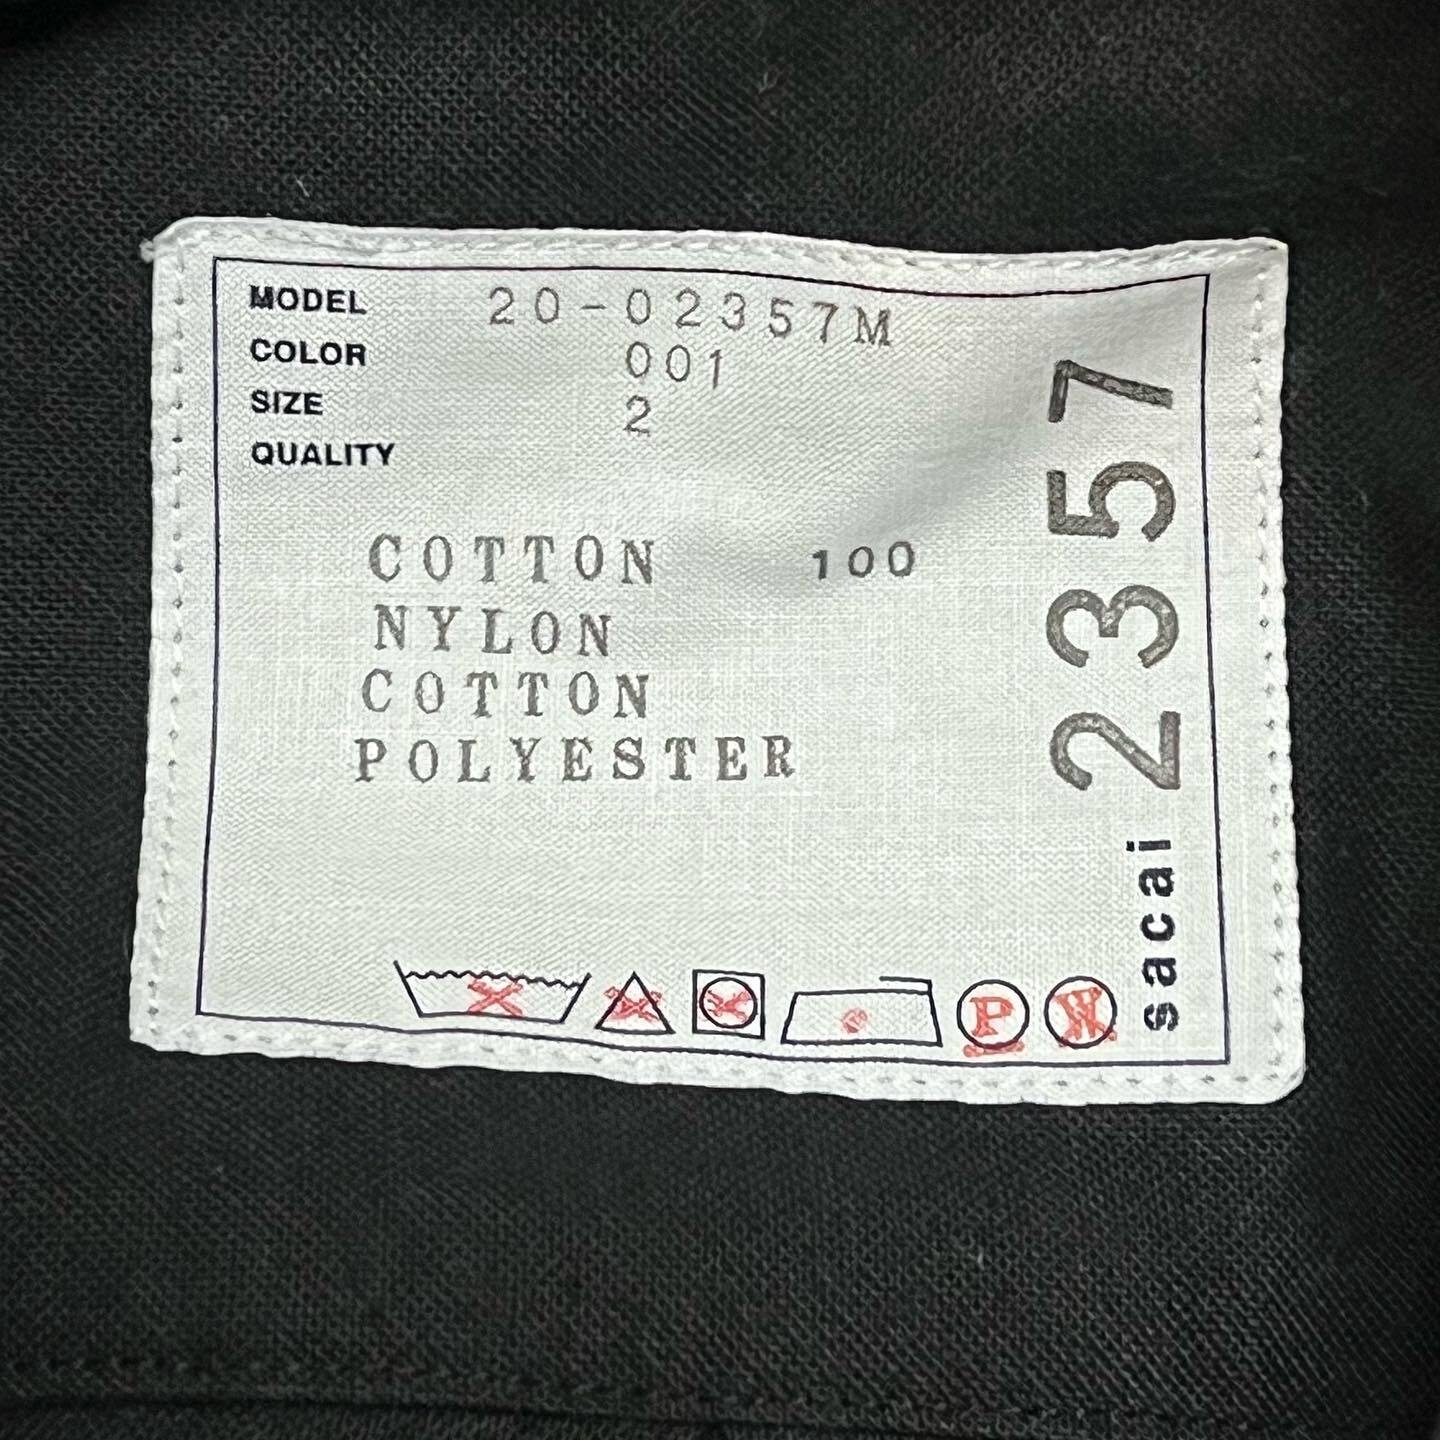 MODEL 20-02357M
COLOR 001
SIZE 2
QUALITY
COTTON 100
NYLON
COTTON
POLYESTER
P W
sacai 2357